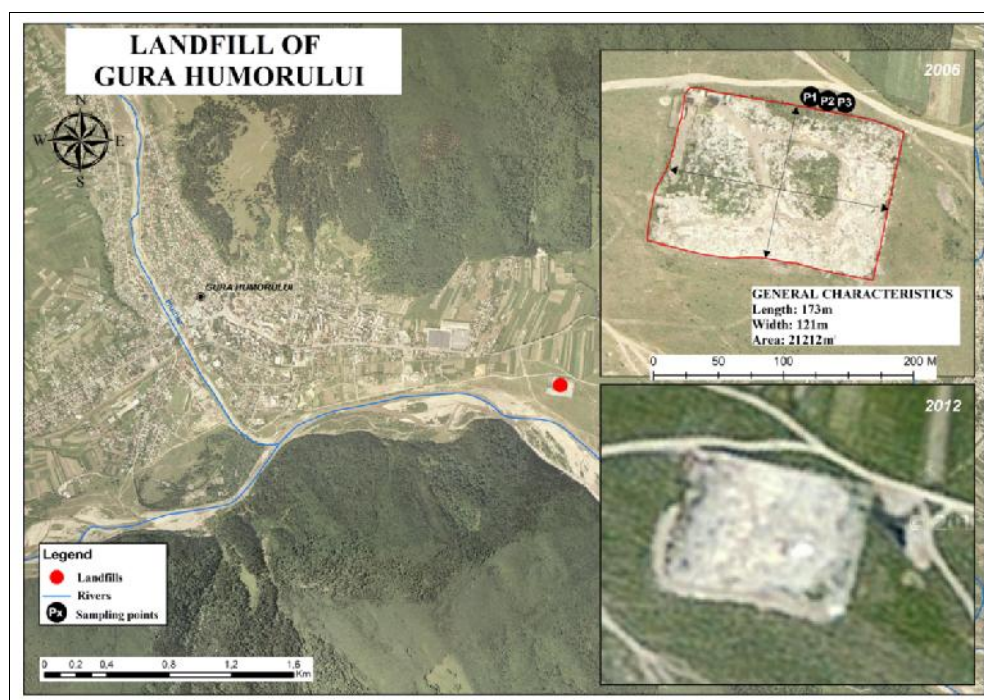 LANDFILL OF
GURA HUMORULUI
N
W E
S
GURA HUMORULUI
2006
P1 P2 P3
GENERAL CHARACTERISTICS
Length: 173m
Width: 121m
Area: 21212m²
0 50 100 200 M
2012
Legend
Landfills
Rivers
Px Sampling points
0 0,2 0,4 0,8 1,2 1,6
Km